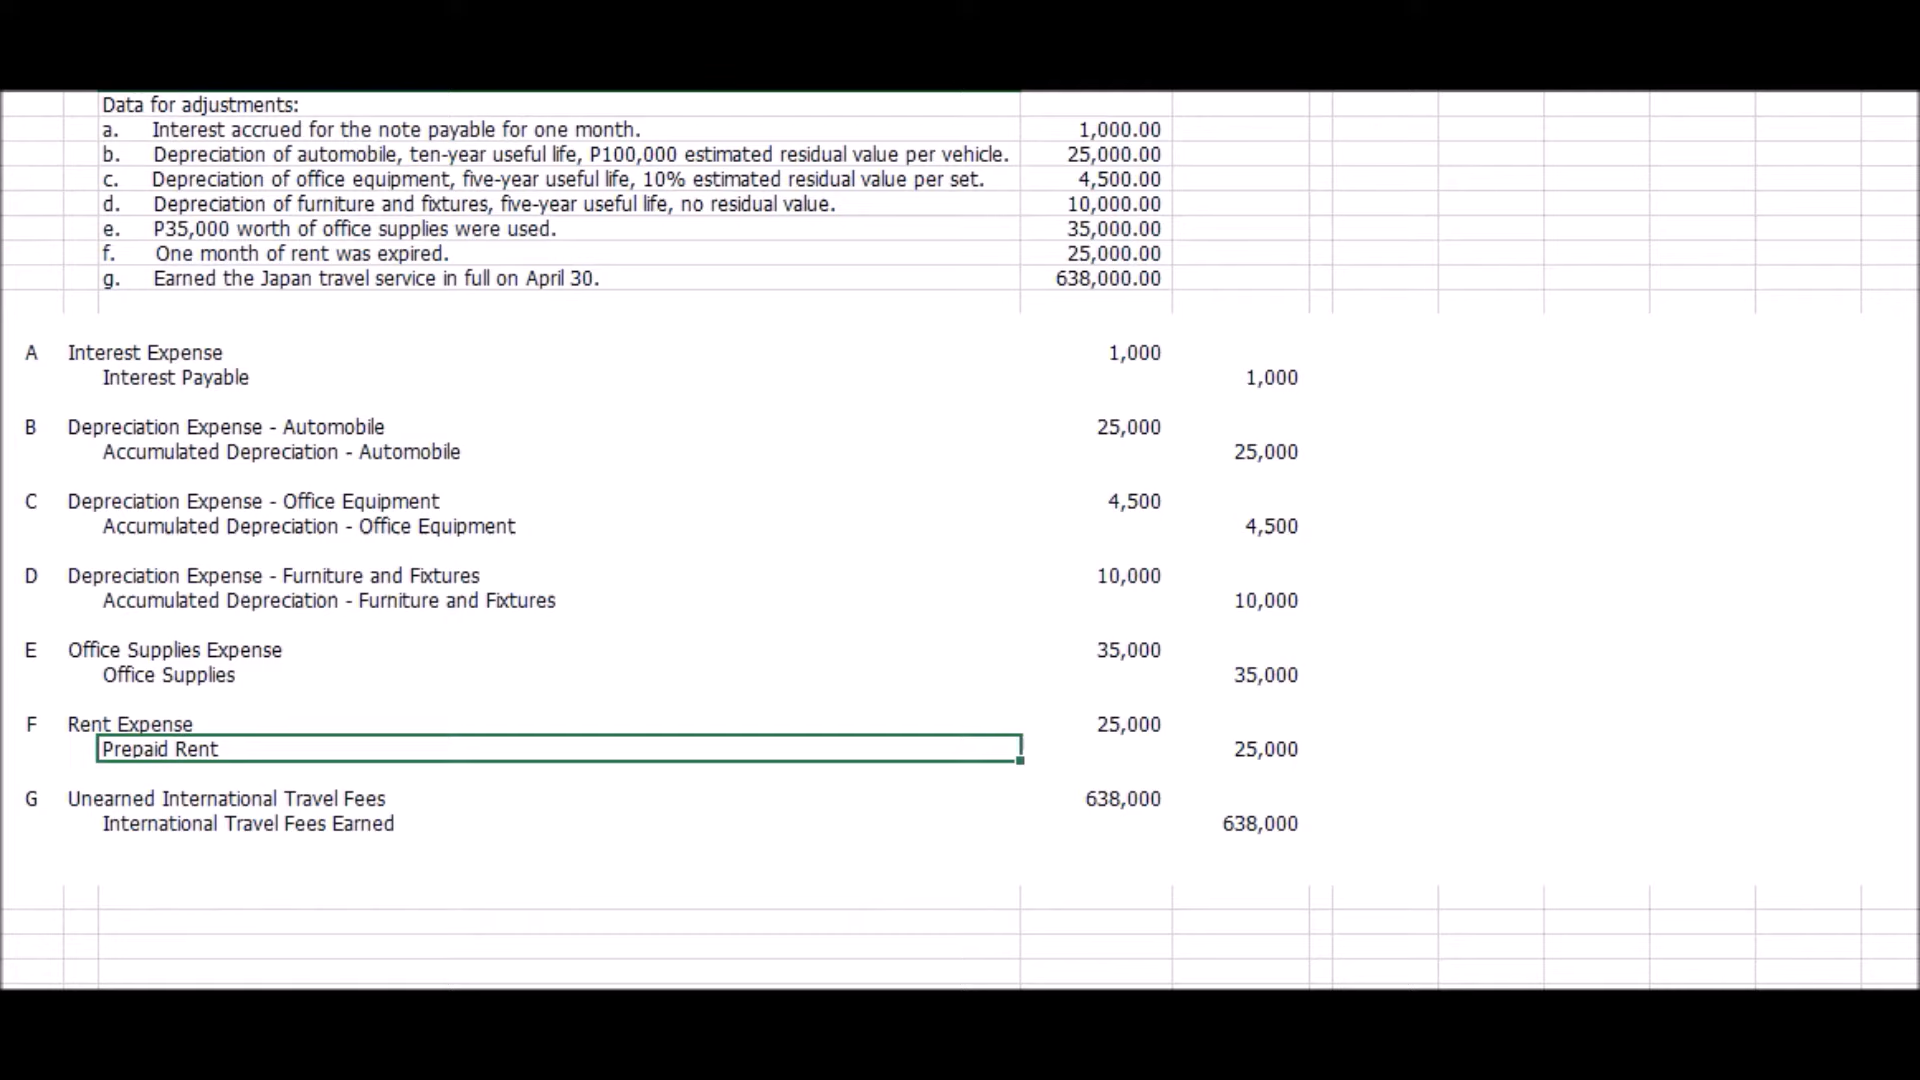 Data for adjustments:
a. Interest accrued for the note payable for one month. 1,000.00
b. Depreciation of automobile, ten-year useful life, P100,000 estimated residual value per vehicle. 25,000.00
c. Depreciation of office equipment, five-year useful life, 10% estimated residual value per set. 4,500.00
d. Depreciation of furniture and fixtures, five-year useful life, no residual value. 10,000.00
e. P35,000 worth of office supplies were used. 35,000.00
f. One month of rent was expired. 25,000.00
g. Earned the Japan travel service in full on April 30. 638,000.00
A Interest Expense 1,000
Interest Payable 1,000
B Depreciation Expense - Automobile 25,000
Accumulated Depreciation - Automobile 25,000
C Depreciation Expense - Office Equipment 4,500
Accumulated Depreciation - Office Equipment 4,500
D Depreciation Expense - Furniture and Fixtures 10,000
Accumulated Depreciation - Furniture and Fixtures 10,000
E Office Supplies Expense 35,000
Office Supplies 35,000
F Rent Expense 25,000
Prepaid Rent 25,000
G Unearned International Travel Fees 638,000
International Travel Fees Earned 638,000